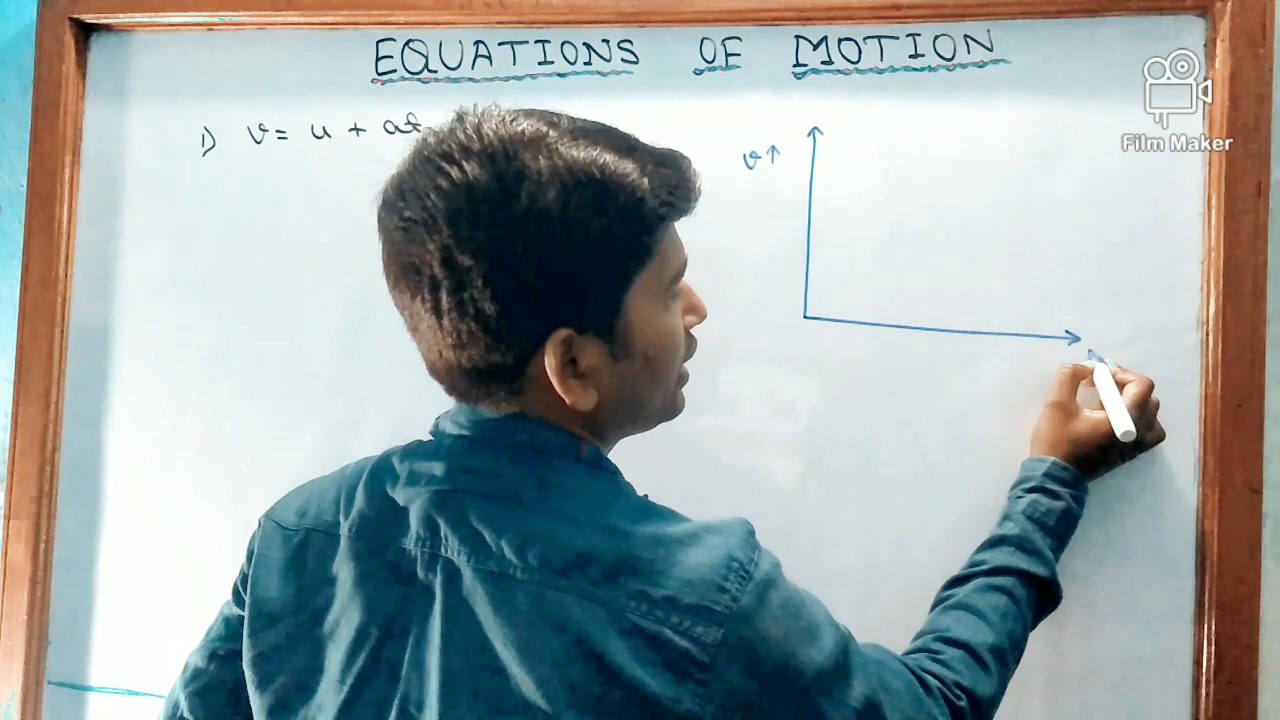 EQUATIONS OF MOTION
1) v = u + at
v↑
Film Maker